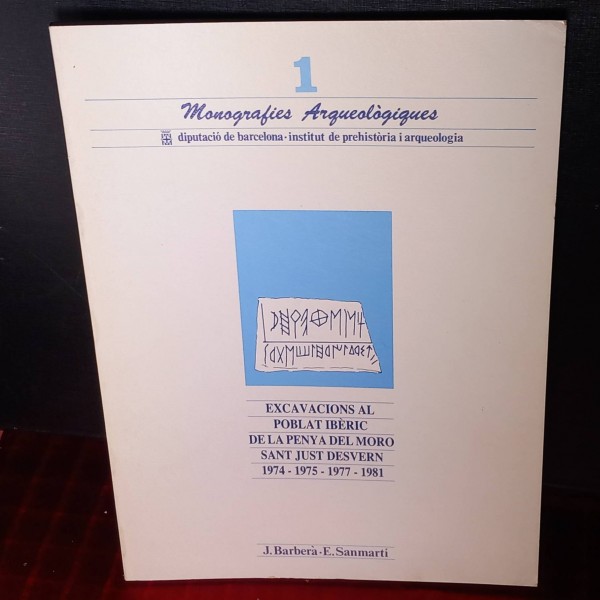 1
Monografies Arqueològiques
diputació de barcelona · institut de prehistòria i arqueologia
EXCAVACIONS AL
POBLAT IBÈRIC
DE LA PENYA DEL MORO
SANT JUST DESVERN
1974 - 1975 - 1977 - 1981
J. Barberà · E. Sanmarti